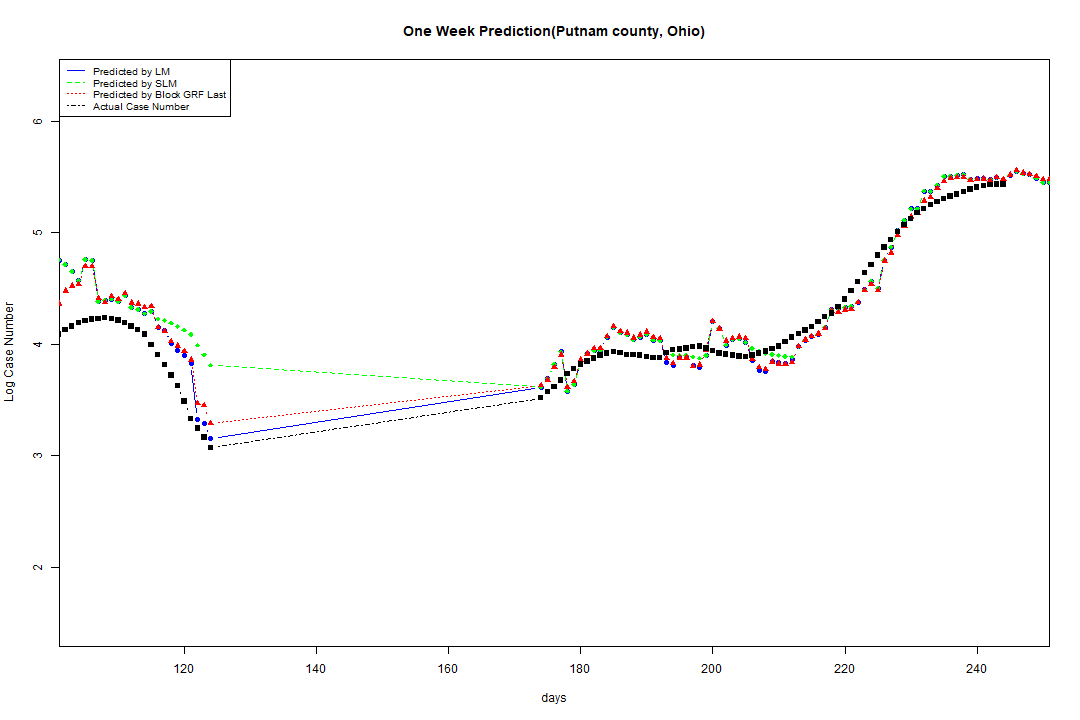 One Week Prediction(Putnam county, Ohio)
Predicted by LM
Predicted by SLM
Predicted by Block GRF Last
Actual Case Number
Log Case Number
6
5
4
3
2
120 140 160 180 200 220 240
days